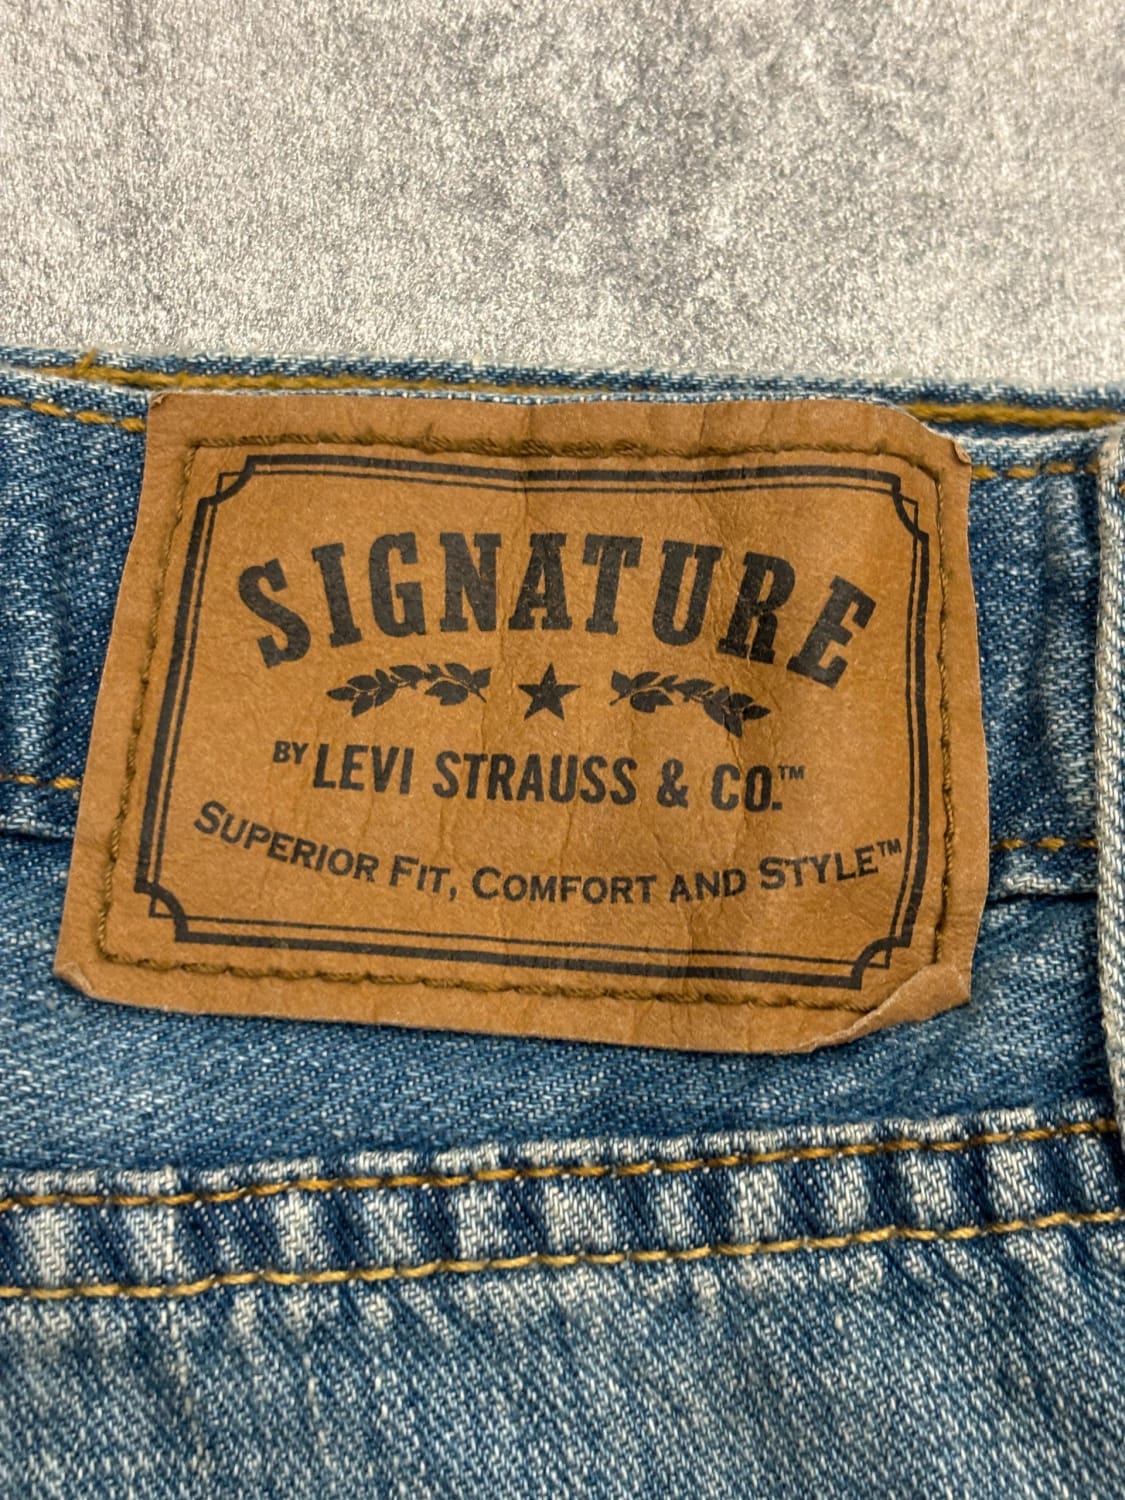 SIGNATURE
BY LEVI STRAUSS & CO.™
SUPERIOR FIT, COMFORT AND STYLE™